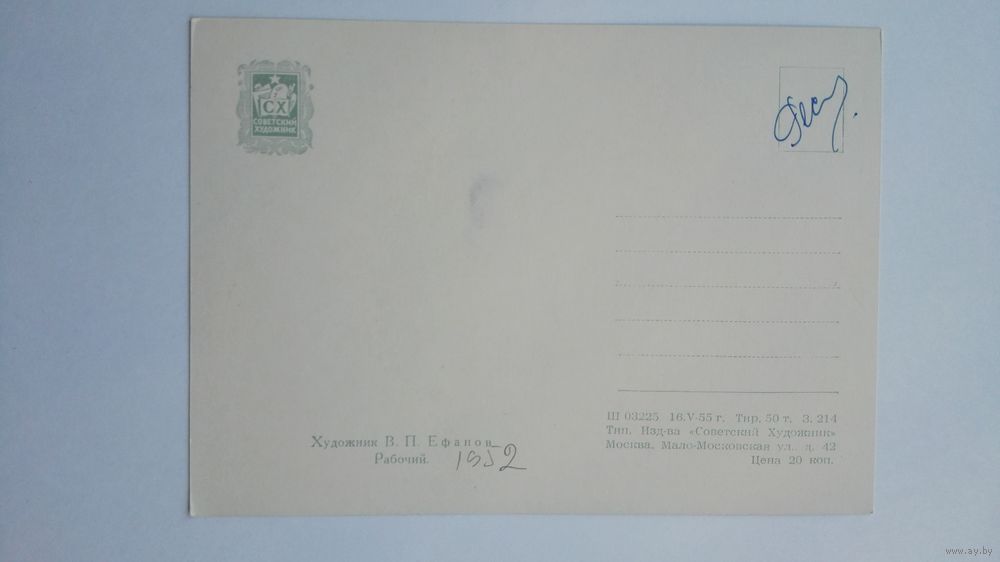 СХ
СОВЕТСКИЙ
ХУДОЖНИК
Художник В. П. Ефанов
Рабочий.
1952
Ш 03225 16.V-55 г. Тир. 50 т. З. 214
Тип. Изд-ва «Советский Художник»
Москва, Мало-Московская ул., д. 42
Цена 20 коп.
www.ay.by